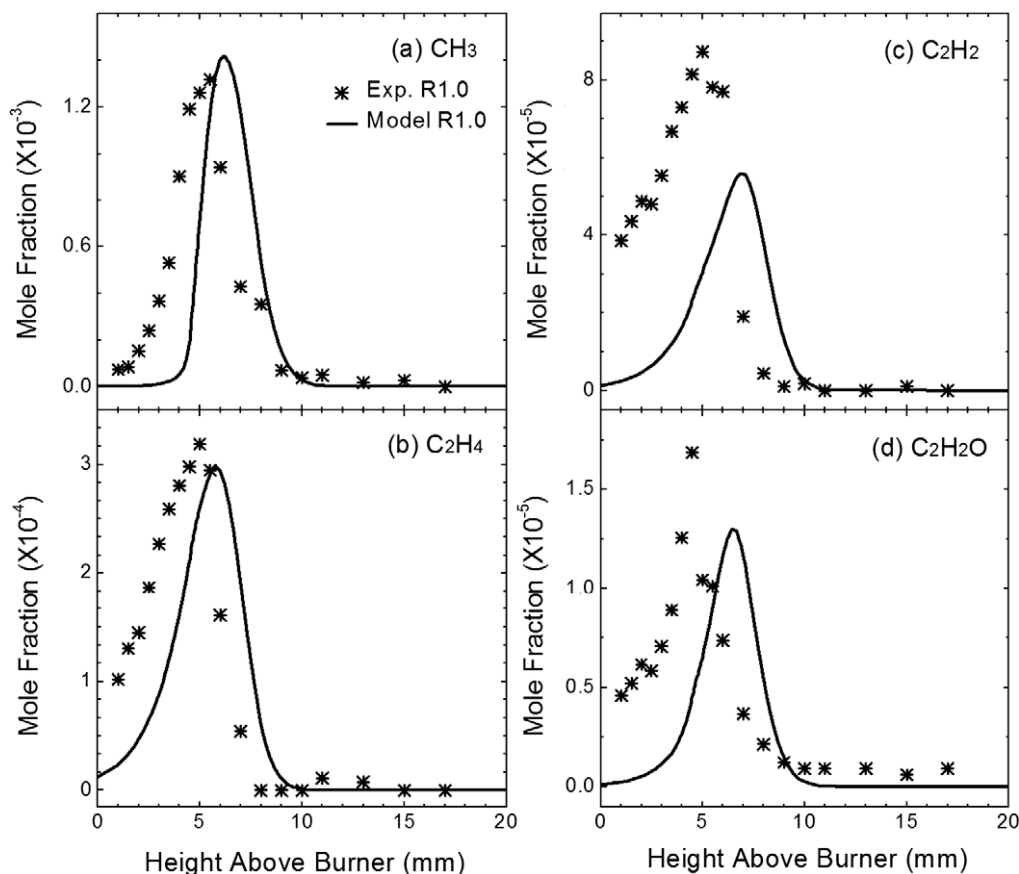 (a) CH₃
Exp. R1.0
Model R1.0
Mole Fraction (X10⁻³)
1.2
0.6
0.0
(b) C₂H₄
Mole Fraction (X10⁻⁴)
3
2
1
0
0 5 10 15 20
Height Above Burner (mm)
(c) C₂H₂
Mole Fraction (X10⁻⁵)
8
4
0
(d) C₂H₂O
Mole Fraction (X10⁻⁵)
1.5
1.0
0.5
0.0
0 5 10 15 20
Height Above Burner (mm)